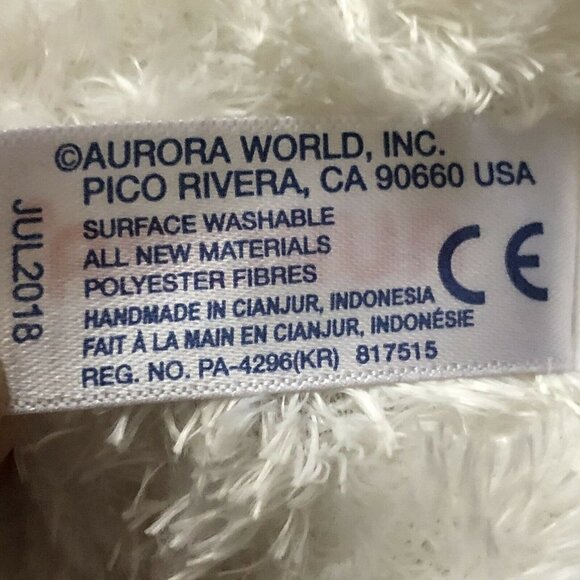 ©AURORA WORLD, INC.
PICO RIVERA, CA 90660 USA
SURFACE WASHABLE
ALL NEW MATERIALS
POLYESTER FIBRES
HANDMADE IN CIANJUR, INDONESIA
FAIT À LA MAIN EN CIANJUR, INDONÉSIE
REG. NO. PA-4296(KR) 817515
CE
JUL2018